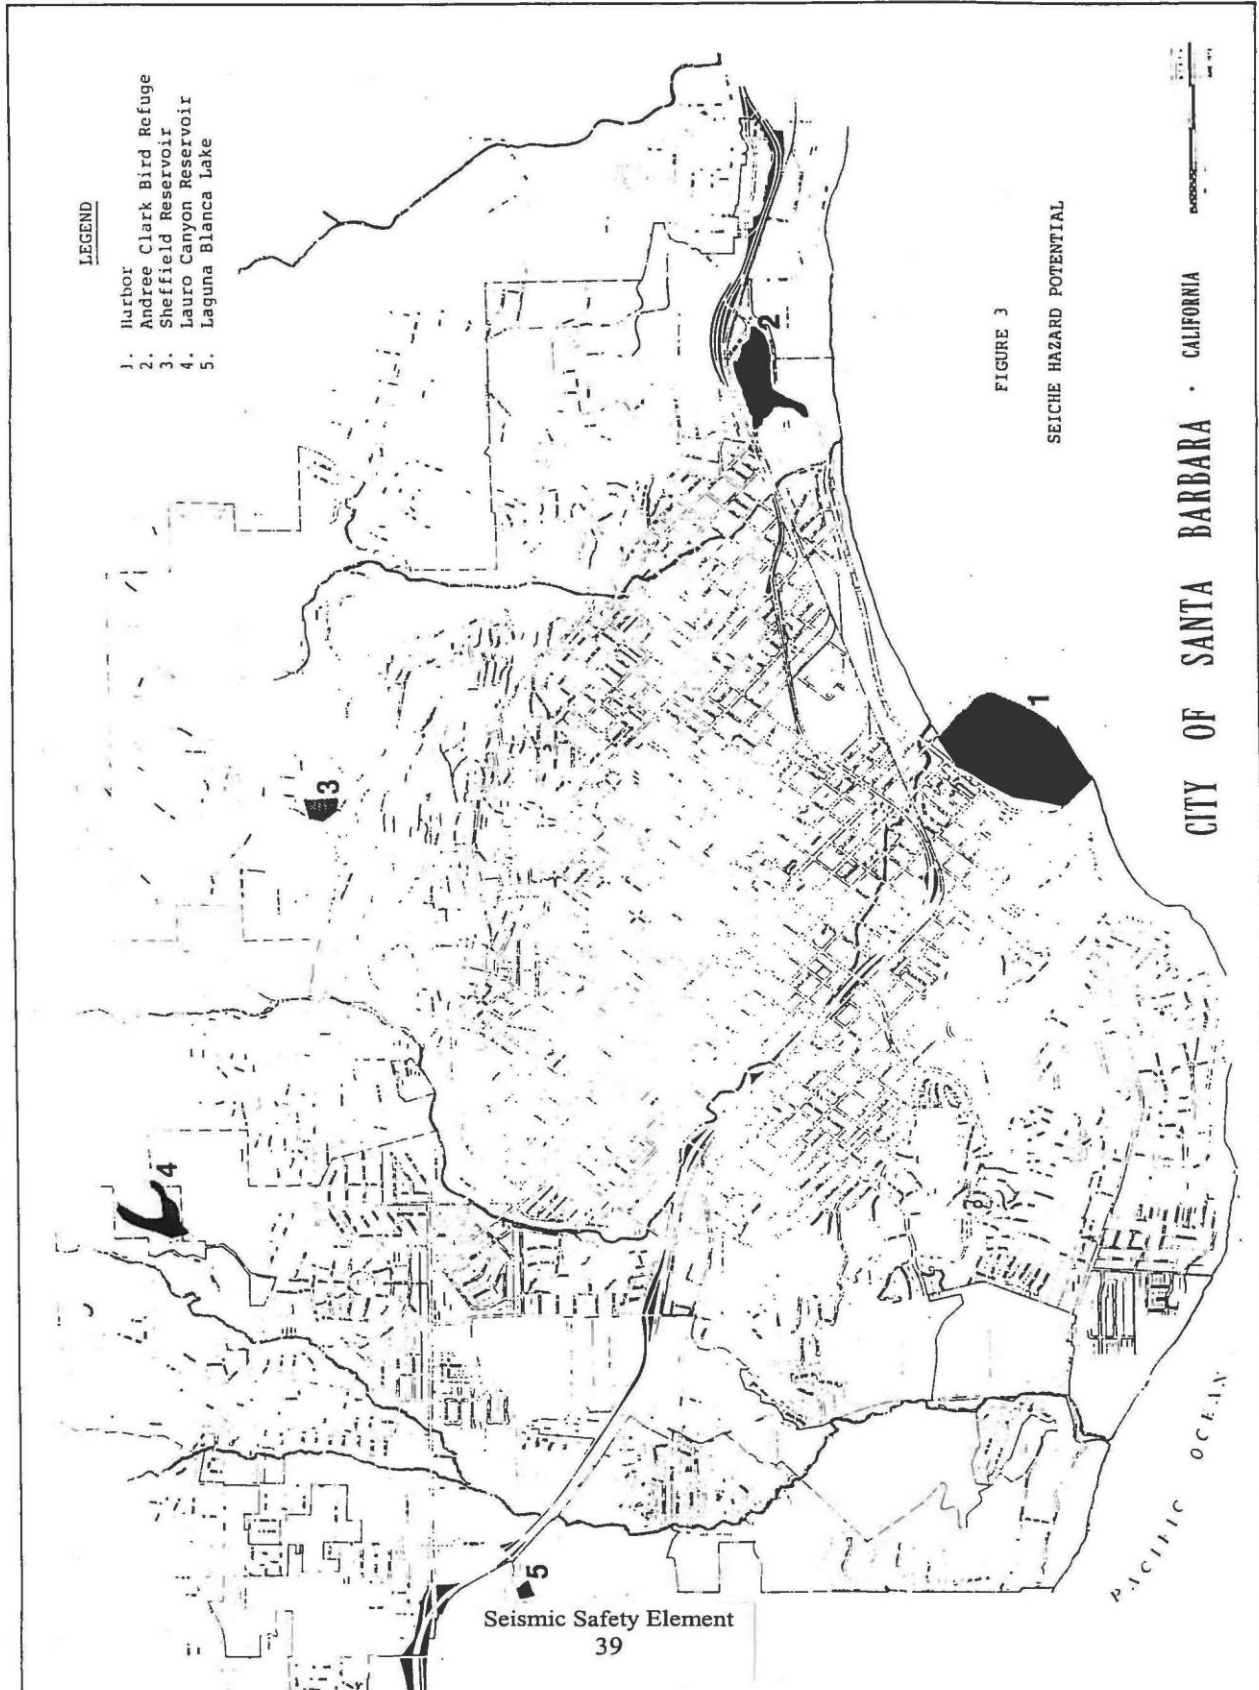 LEGEND
1. Harbor
2. Andree Clark Bird Refuge
3. Sheffield Reservoir
4. Lauro Canyon Reservoir
5. Laguna Blanca Lake
4
3
2
5
1
PACIFIC OCEAN
FIGURE 3
SEICHE HAZARD POTENTIAL
CITY OF SANTA BARBARA · CALIFORNIA
Seismic Safety Element
39